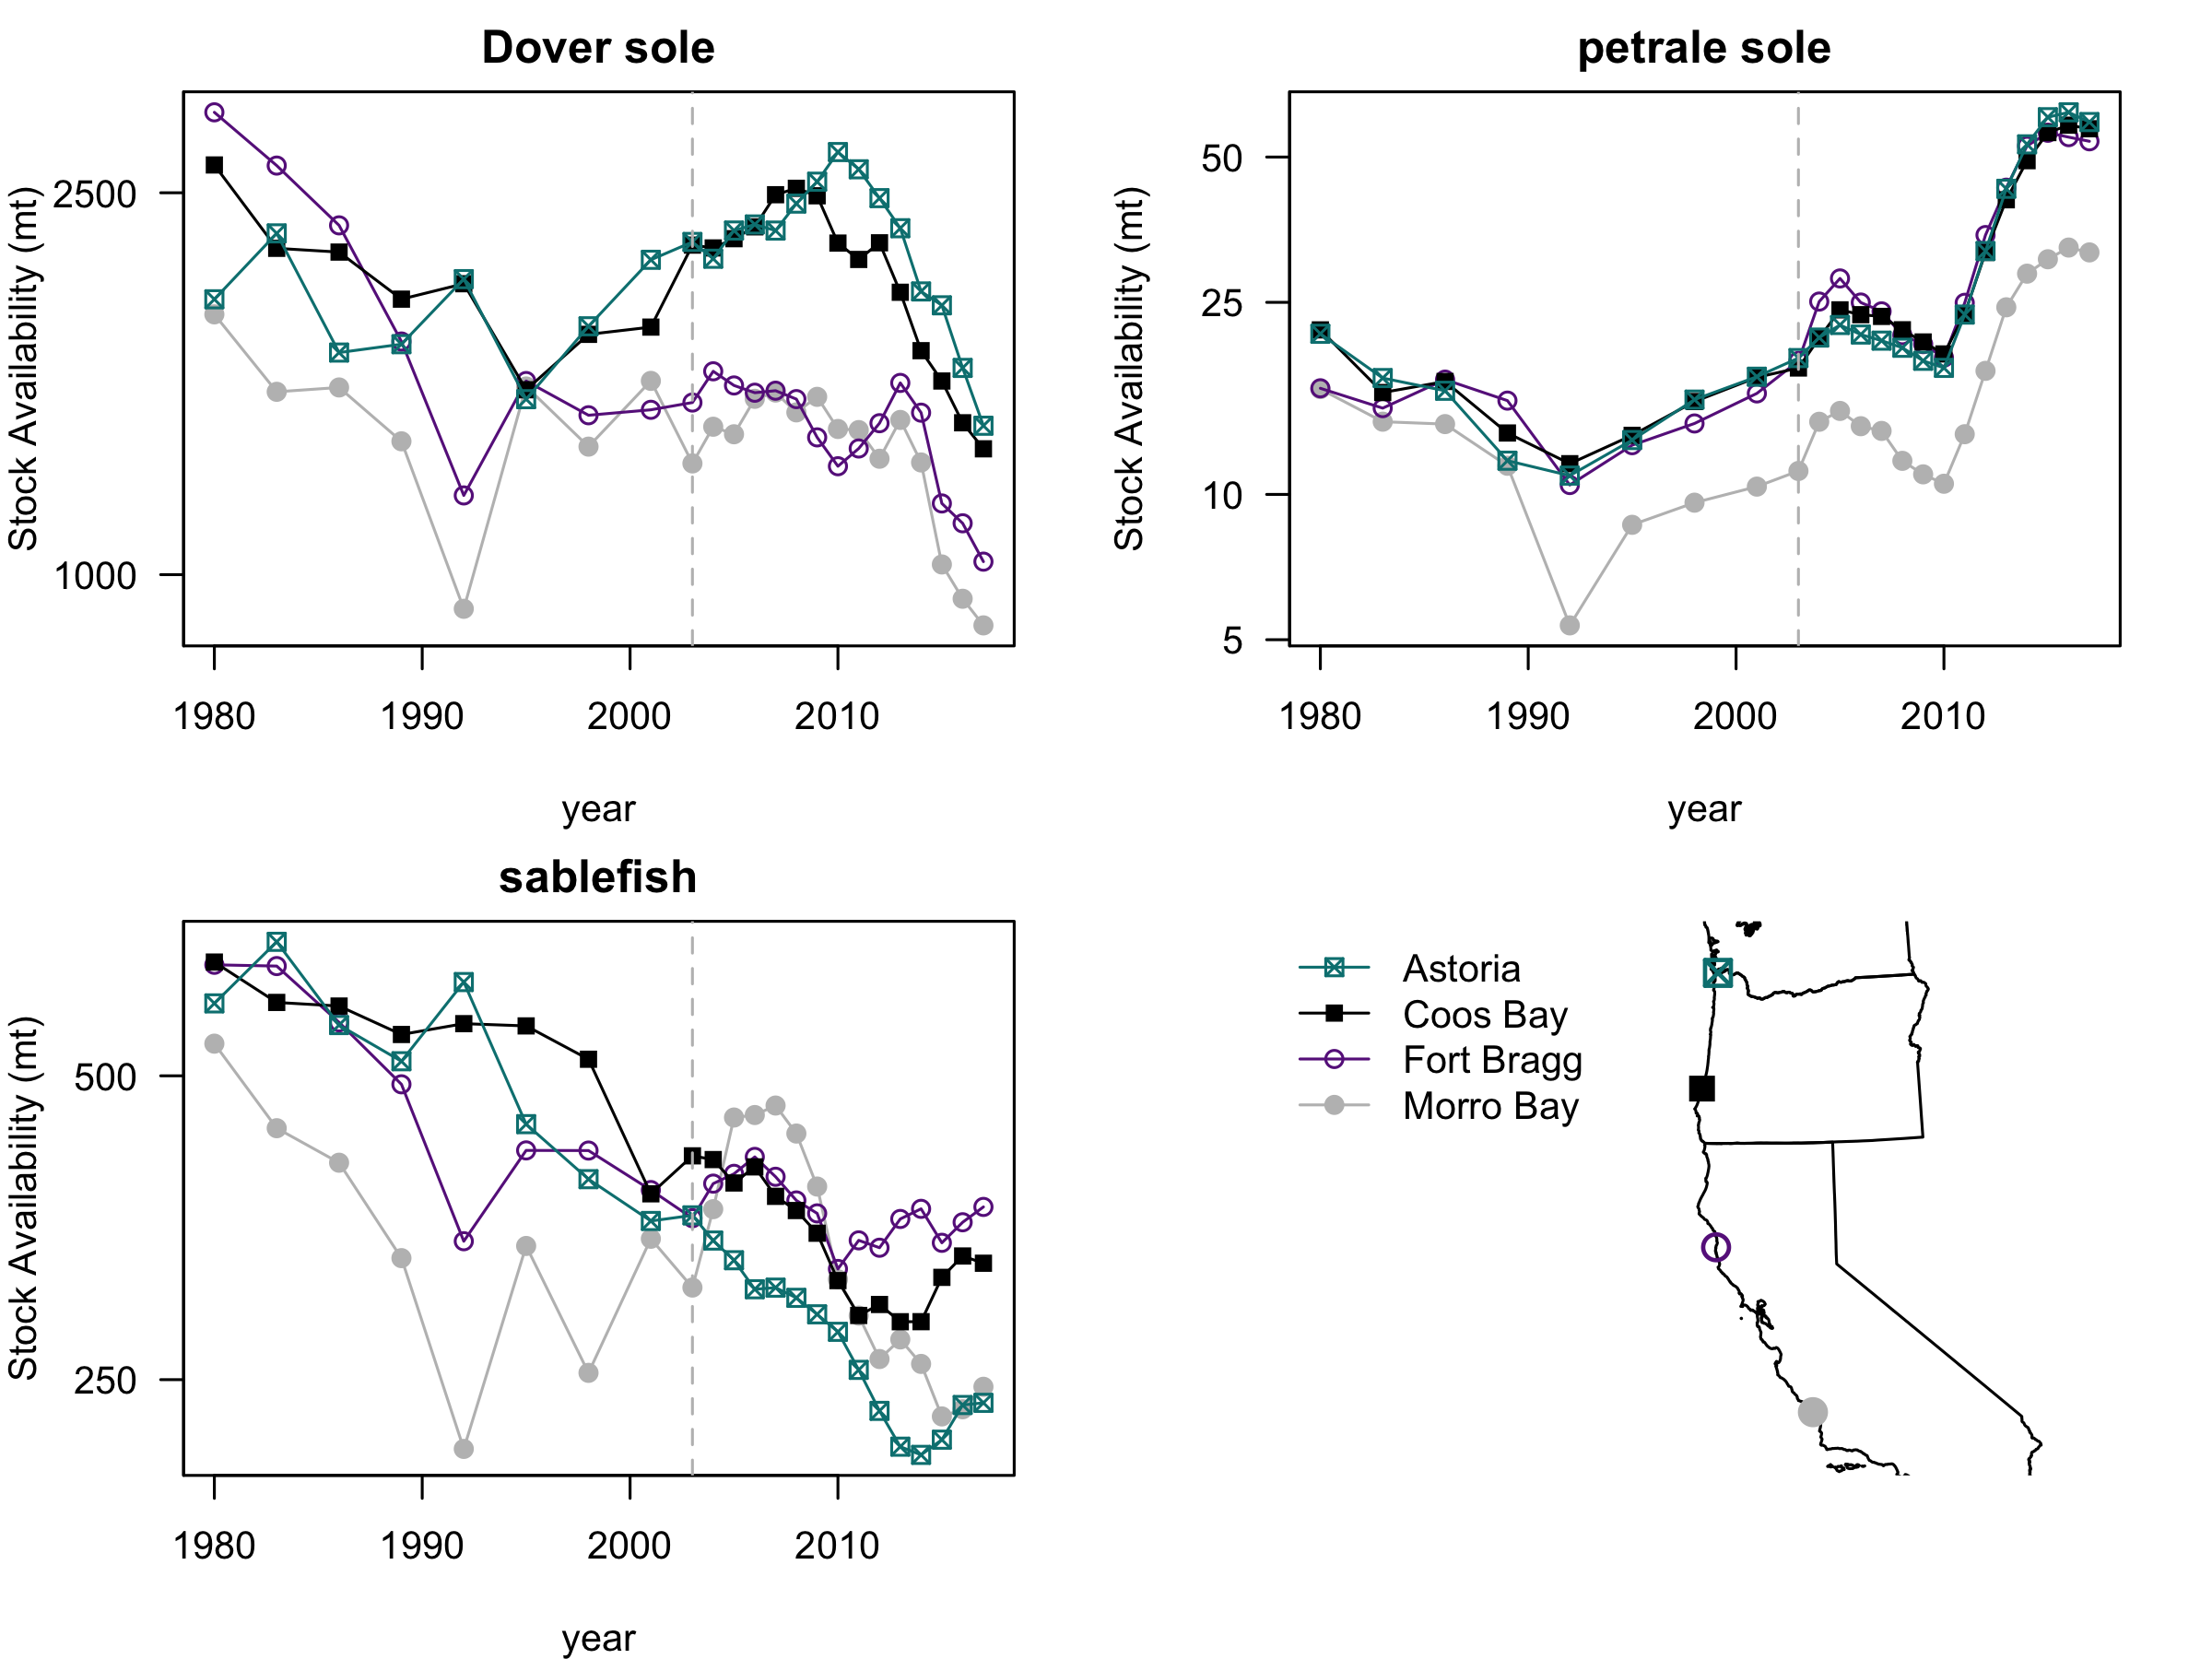 Dover sole
Stock Availability (mt)
2500
1000
1980 1990 2000 2010
year
petrale sole
Stock Availability (mt)
50
25
10
5
1980 1990 2000 2010
year
sablefish
Stock Availability (mt)
500
250
1980 1990 2000 2010
year
Astoria
Coos Bay
Fort Bragg
Morro Bay